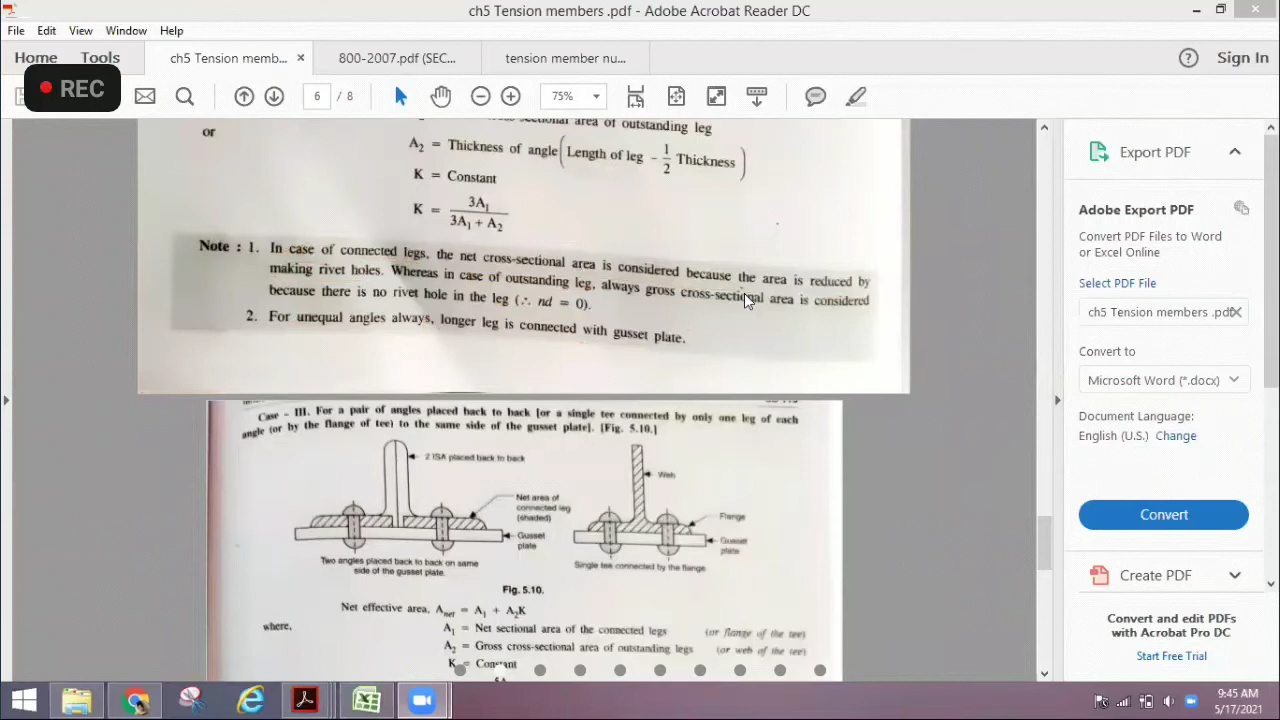 ch5 Tension members .pdf - Adobe Acrobat Reader DC
File Edit View Window Help
Home Tools ch5 Tension memb... × 800-2007.pdf (SEC... tension member nu... Sign In
REC
6 / 8 75%
sectional area of outstanding leg
or
A₂ = Thickness of angle (Length of leg - 1/2 Thickness)
K = Constant
K = 3A₁ / 3A₁ + A₂
Note : 1. In case of connected legs, the net cross-sectional area is considered because the area is reduced by
making rivet holes. Whereas in case of outstanding leg, always gross cross-sectional area is considered
because there is no rivet hole in the leg (∴ nd = 0).
2. For unequal angles always, longer leg is connected with gusset plate.
Case - III. For a pair of angles placed back to back [or a single tee connected by only one leg of each
angle (or by the flange of tee) to the same side of the gusset plate]. [Fig. 5.10.]
2 ISA placed back to back
Net area of
connected leg
(shaded)
Gusset
plate
Two angles placed back to back on same
side of the gusset plate.
Web
Flange
Gusset
plate
Single tee connected by the flange
Fig. 5.10.
Net effective area, Anet = A₁ + A₂K
where,
A₁ = Net sectional area of the connected legs (or flange of the tee)
A₂ = Gross cross-sectional area of outstanding legs (or web of the tee)
K = Constant
Export PDF
Adobe Export PDF
Convert PDF Files to Word
or Excel Online
Select PDF File
ch5 Tension members .pdf
Convert to
Microsoft Word (*.docx)
Document Language:
English (U.S.) Change
Convert
Create PDF
Convert and edit PDFs
with Acrobat Pro DC
Start Free Trial
9:45 AM
5/17/2021